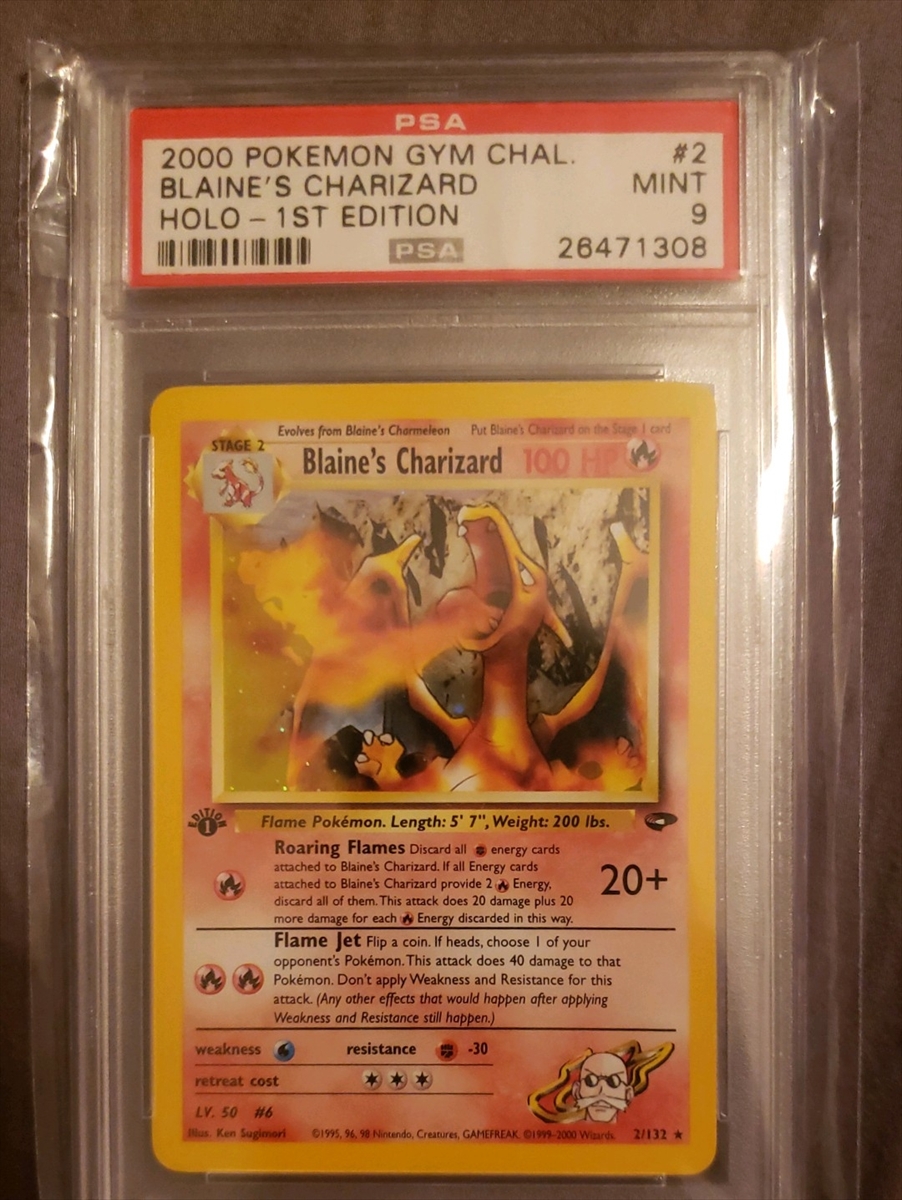 PSA
2000 POKEMON GYM CHAL. #2
BLAINE'S CHARIZARD MINT
HOLO – 1ST EDITION 9
PSA 26471308
Evolves from Blaine's Charmeleon Put Blaine's Charizard on the Stage 1 card
STAGE 2
Blaine's Charizard 100 HP
EDITION 1
Flame Pokémon. Length: 5' 7", Weight: 200 lbs.
Roaring Flames Discard all energy cards
attached to Blaine's Charizard. If all Energy cards
attached to Blaine's Charizard provide 2 Energy,
discard all of them. This attack does 20 damage plus 20
more damage for each Energy discarded in this way.
20+
Flame Jet Flip a coin. If heads, choose 1 of your
opponent's Pokémon. This attack does 40 damage to that
Pokémon. Don't apply Weakness and Resistance for this
attack. (Any other effects that would happen after applying
Weakness and Resistance still happen.)
weakness resistance -30
retreat cost
LV. 50 #6
Illus. Ken Sugimori ©1995, 96, 98 Nintendo, Creatures, GAMEFREAK. ©1999-2000 Wizards. 2/132 ★